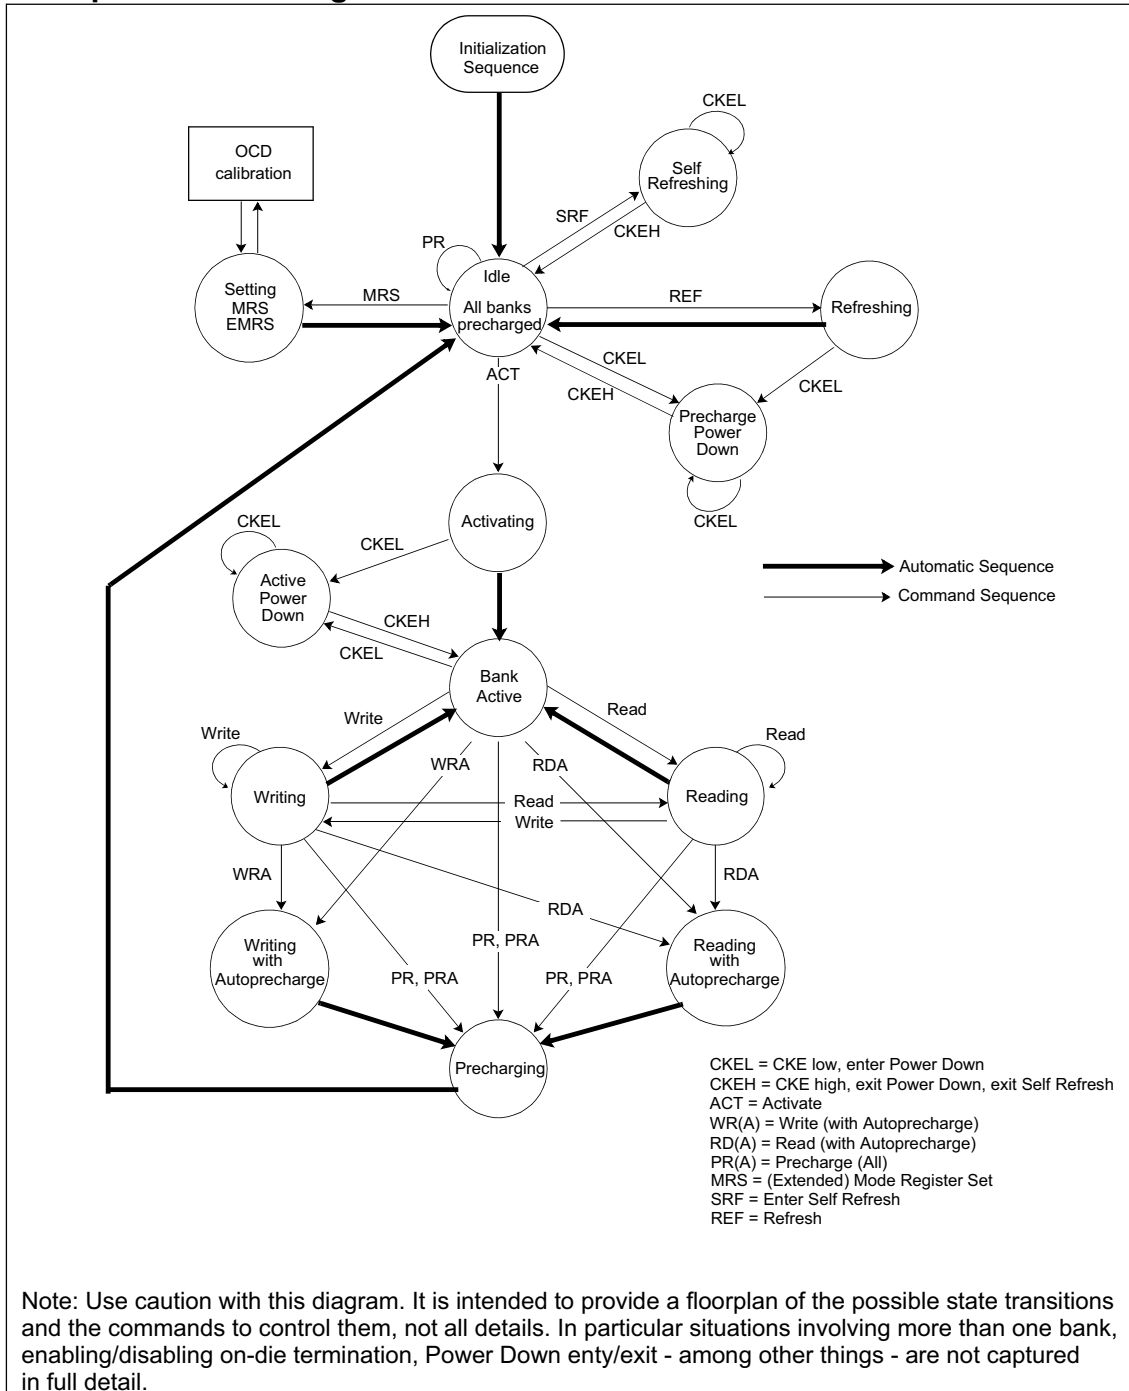 Initialization
Sequence
CKEL
OCD
calibration
Self
Refreshing
SRF
CKEH
PR
Idle
All banks
precharged
Setting
MRS
EMRS
MRS
REF
Refreshing
CKEL
CKEH
CKEL
ACT
Precharge
Power
Down
CKEL
Activating
CKEL
CKEL
Active
Power
Down
Automatic Sequence
Command Sequence
CKEH
CKEL
Bank
Active
Write
Read
Write
Read
WRA
RDA
Writing
Reading
Read
Write
WRA
RDA
RDA
Writing
with
Autoprecharge
PR, PRA
Reading
with
Autoprecharge
PR, PRA
PR, PRA
Precharging
CKEL = CKE low, enter Power Down
CKEH = CKE high, exit Power Down, exit Self Refresh
ACT = Activate
WR(A) = Write (with Autoprecharge)
RD(A) = Read (with Autoprecharge)
PR(A) = Precharge (All)
MRS = (Extended) Mode Register Set
SRF = Enter Self Refresh
REF = Refresh
Note: Use caution with this diagram. It is intended to provide a floorplan of the possible state transitions
and the commands to control them, not all details. In particular situations involving more than one bank,
enabling/disabling on-die termination, Power Down enty/exit - among other things - are not captured
in full detail.